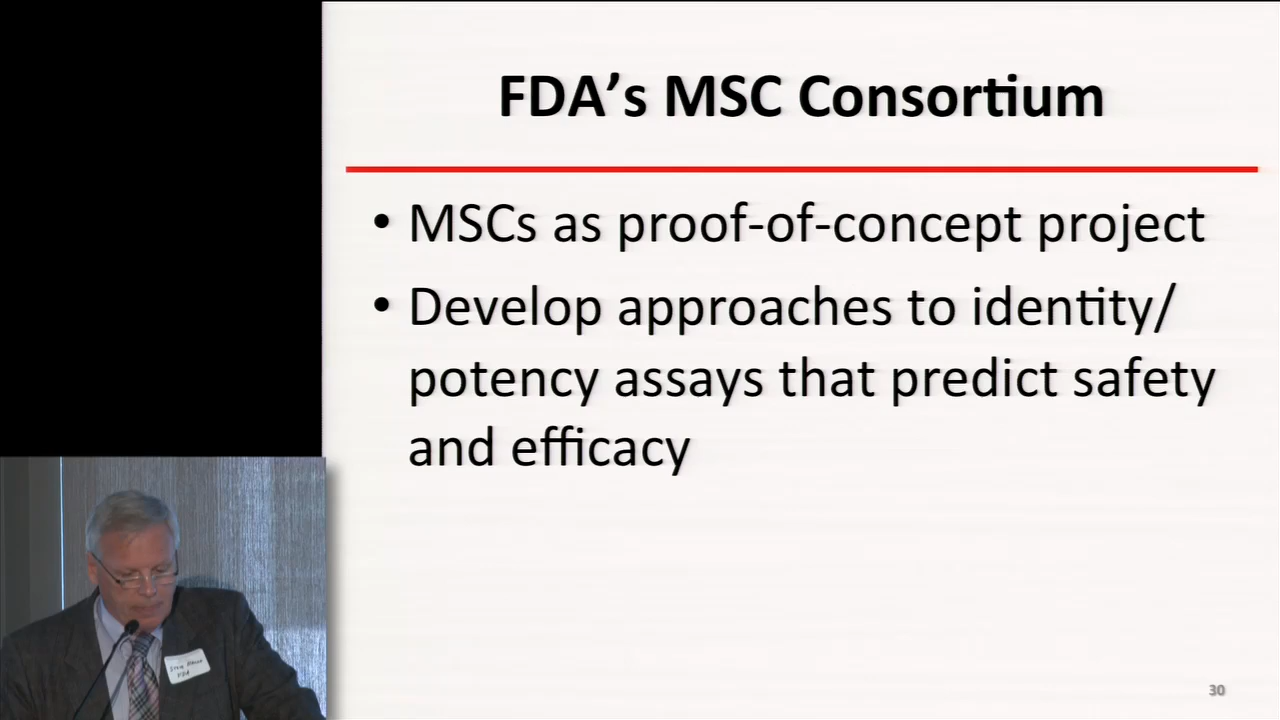 FDA's MSC Consortium
• MSCs as proof-of-concept project
• Develop approaches to identity/
potency assays that predict safety
and efficacy
FDA
30